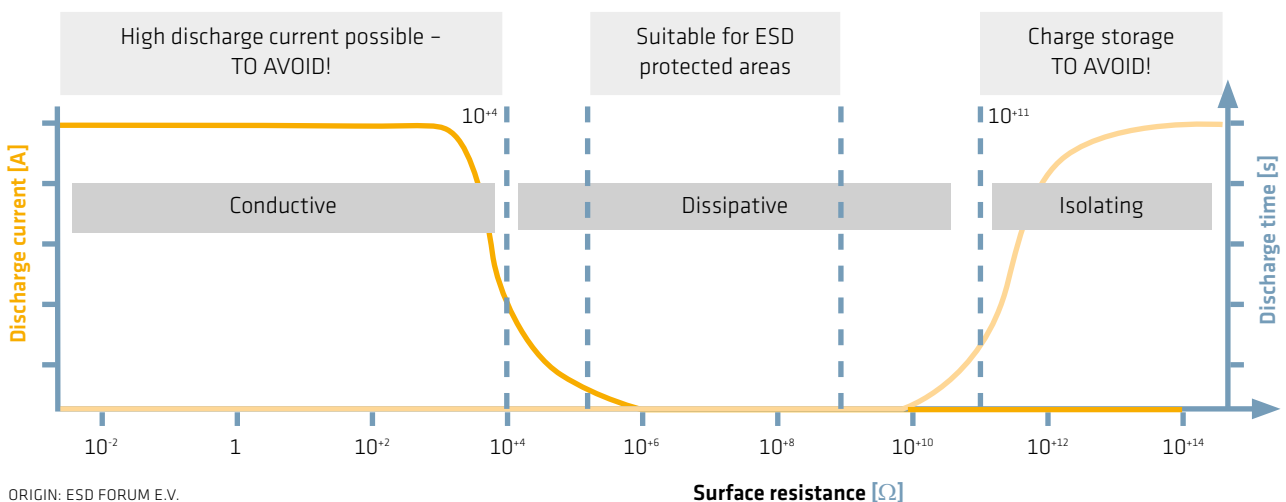 High discharge current possible –
TO AVOID!
Suitable for ESD
protected areas
Charge storage
TO AVOID!
10⁺⁴
10⁺¹¹
Discharge current [A]
Conductive
Dissipative
Isolating
Discharge time [s]
10⁻²
1
10⁺²
10⁺⁴
10⁺⁶
10⁺⁸
10⁺¹⁰
10⁺¹²
10⁺¹⁴
ORIGIN: ESD FORUM E.V.
Surface resistance [Ω]